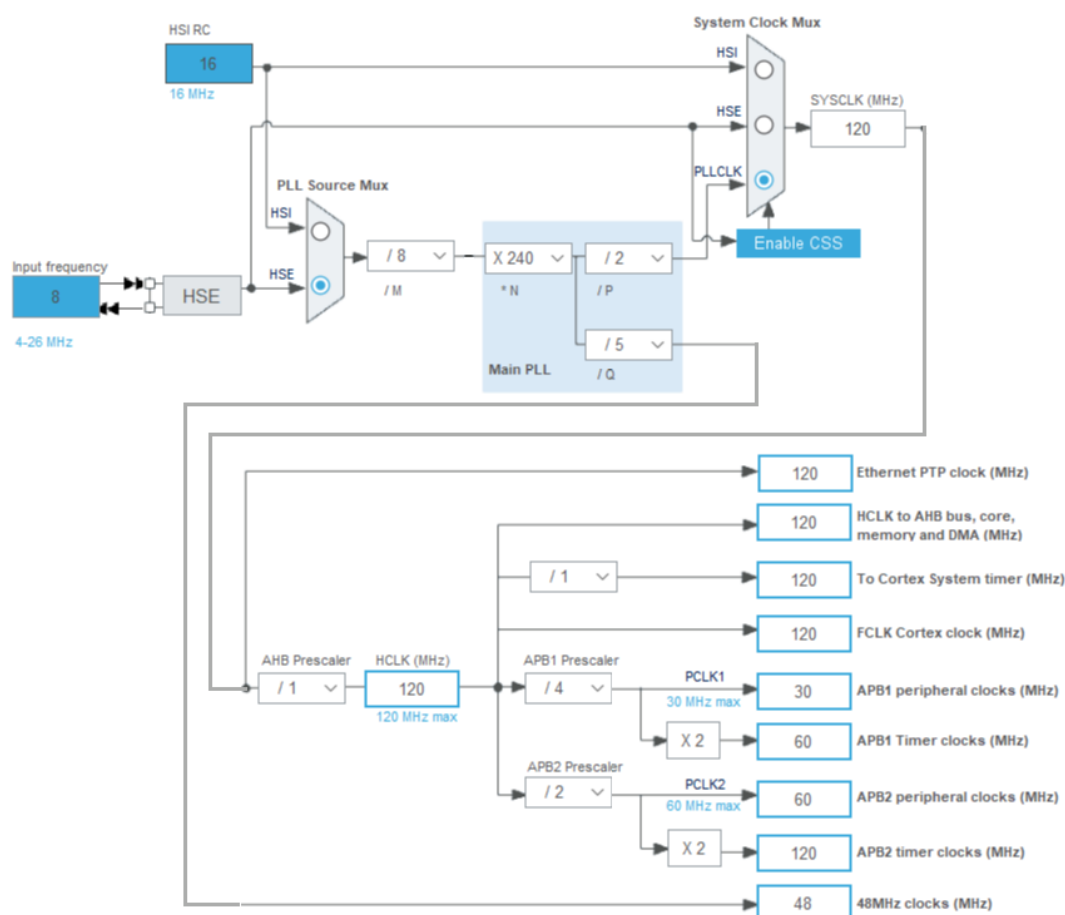 System Clock Mux
HSI RC
16
16 MHz
HSI
HSE
PLLCLK
SYSCLK (MHz)
120
Enable CSS
PLL Source Mux
HSI
HSE
Input frequency
8
4-26 MHz
HSE
/ 8
/ M
X 240
* N
/ 2
/ P
/ 5
/ Q
Main PLL
120
Ethernet PTP clock (MHz)
120
HCLK to AHB bus, core,
memory and DMA (MHz)
/ 1
120
To Cortex System timer (MHz)
120
FCLK Cortex clock (MHz)
AHB Prescaler
/ 1
HCLK (MHz)
120
120 MHz max
APB1 Prescaler
/ 4
PCLK1
30 MHz max
30
APB1 peripheral clocks (MHz)
X 2
60
APB1 Timer clocks (MHz)
APB2 Prescaler
/ 2
PCLK2
60 MHz max
60
APB2 peripheral clocks (MHz)
X 2
120
APB2 timer clocks (MHz)
48
48MHz clocks (MHz)